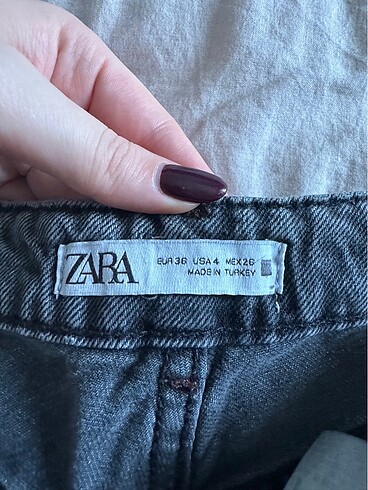 ZARA
EUR 36 USA 4 MEX 26
MADE IN TURKEY